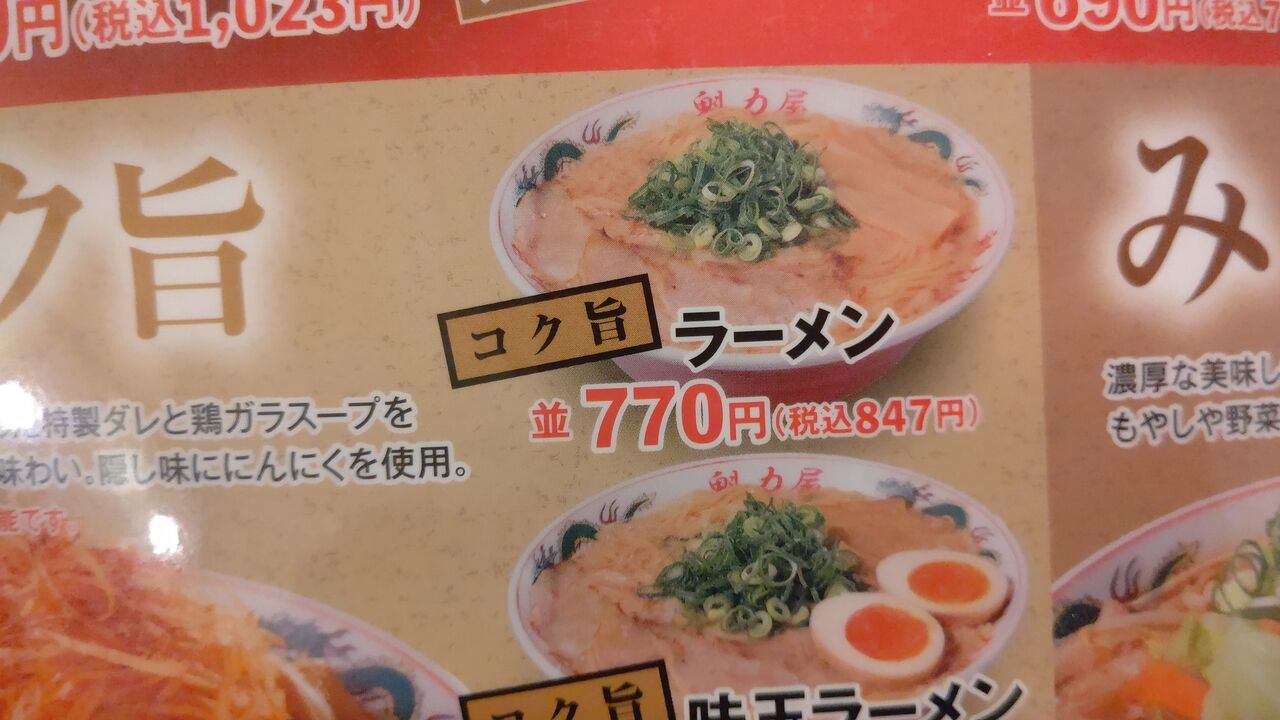 円(税込1,023円)
並690円(税込7
魁力屋
ク旨
み
コク旨 ラーメン
並770円(税込847円)
特製ダレと鶏ガラスープを
味わい。隠し味ににんにくを使用。
能です。
濃厚な美味し
もやしや野菜
魁力屋
コク旨 味玉ラーメン